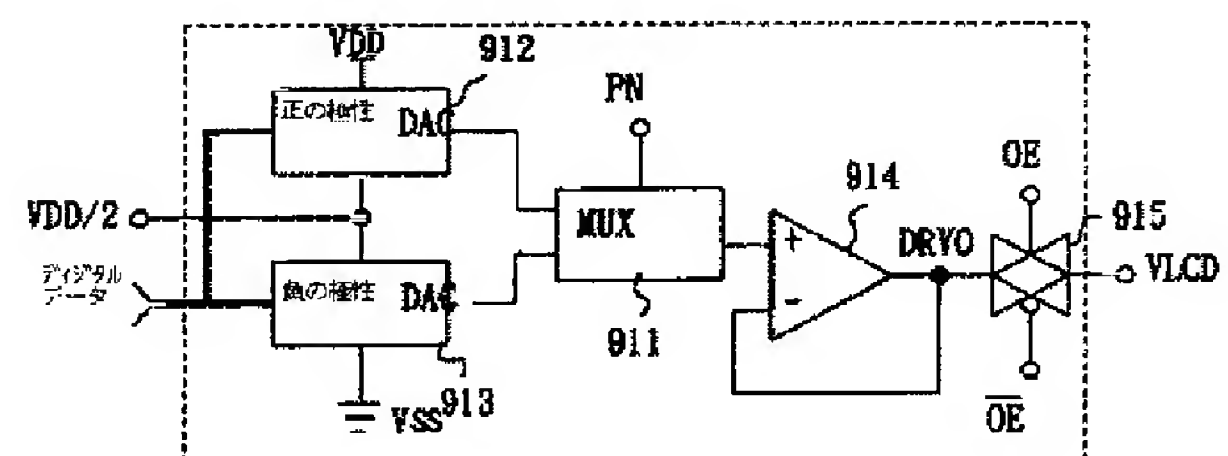 VDD
912
正の極性 DAC
PN
OE
914
915
VDD/2
MUX
DRVO
VLCD
ディジタル
データ
負の極性 DAC
911
913
VSS
OE